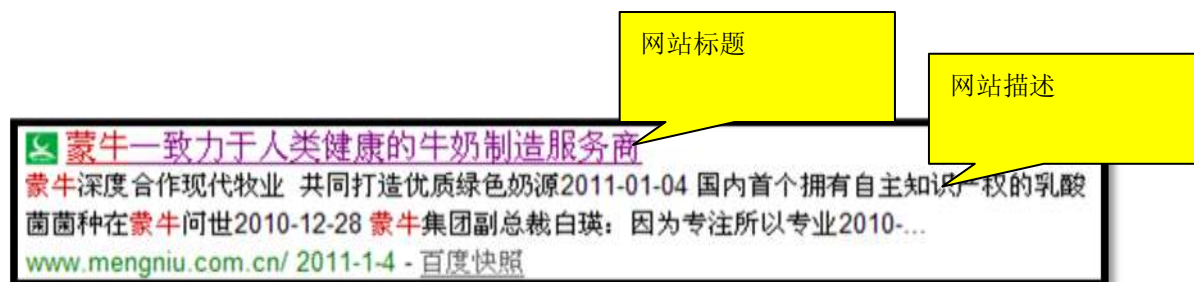 网站标题
网站描述
蒙牛—致力于人类健康的牛奶制造服务商
蒙牛深度合作现代牧业 共同打造优质绿色奶源2011-01-04 国内首个拥有自主知识产权的乳酸
菌菌种在蒙牛问世2010-12-28 蒙牛集团副总裁白瑛：因为专注所以专业2010-...
www.mengniu.com.cn/ 2011-1-4 - 百度快照